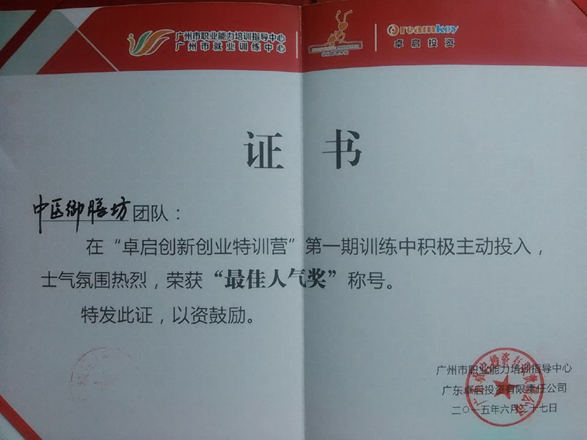 广州市职业能力培训指导中心
广州市就业训练中心
Dreamkey
卓启投资
证书
中医御膳坊团队：
在“卓启创新创业特训营”第一期训练中积极主动投入，
士气氛围热烈，荣获“最佳人气奖”称号。
特发此证，以资鼓励。
广州市职业能力培训指导中心
广东卓启投资有限责任公司
二〇一五年六月二十七日